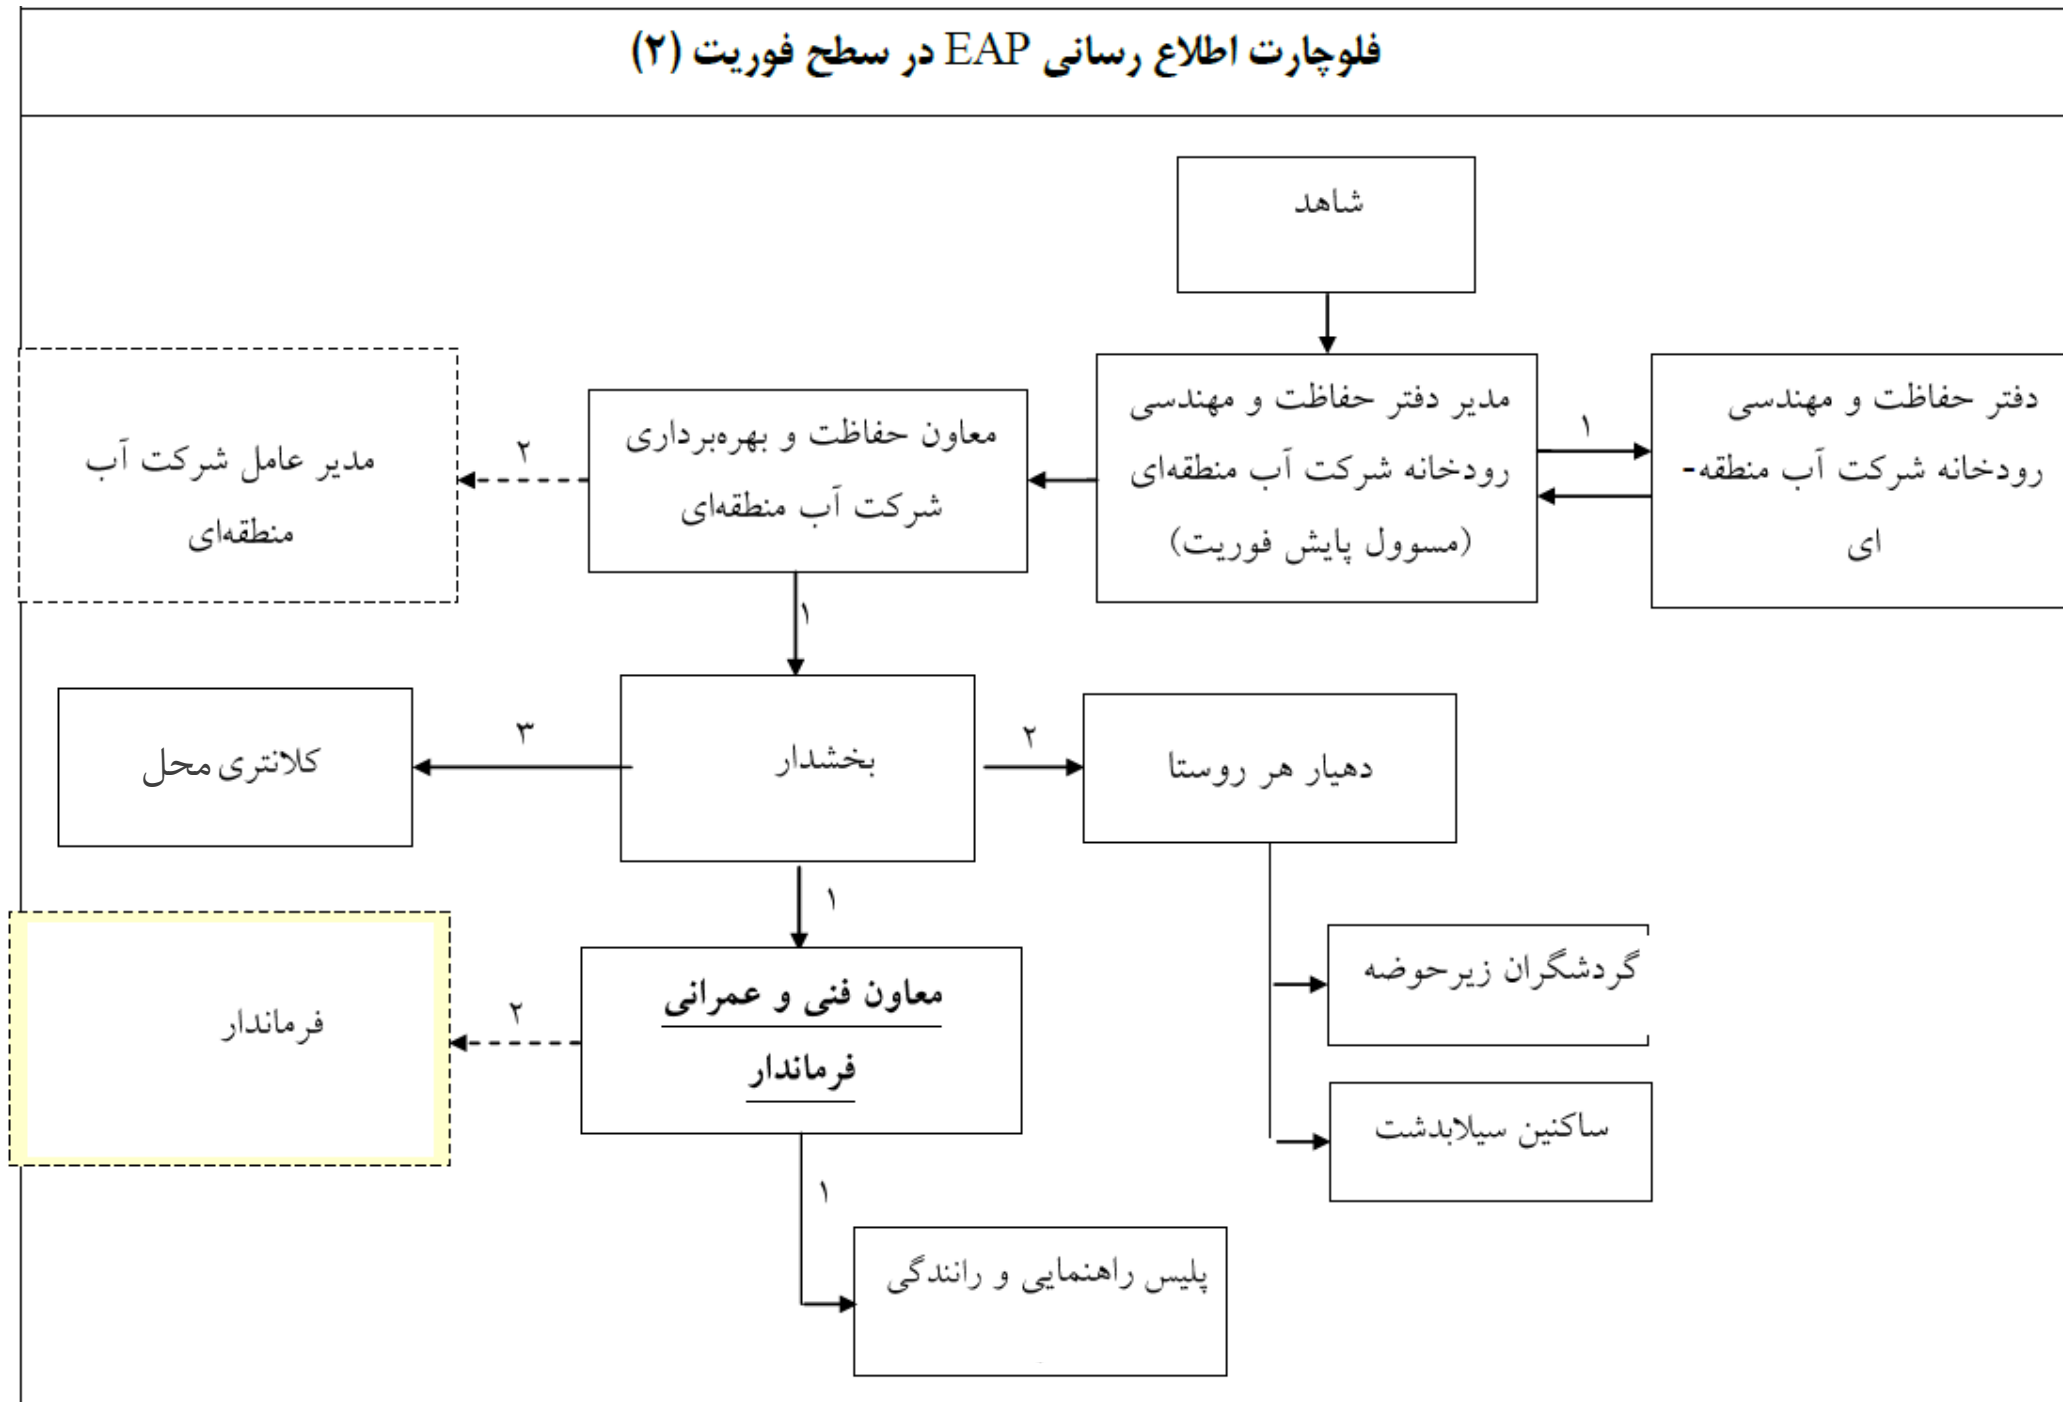 فلوچارت اطلاع رسانی EAP در سطح فوریت (۲)
شاهد
دفتر حفاظت و مهندسی
رودخانه شرکت آب منطقه-
ای
۱
مدیر دفتر حفاظت و مهندسی
رودخانه شرکت آب منطقه‌ای
(مسوول پایش فوریت)
معاون حفاظت و بهره‌برداری
شرکت آب منطقه‌ای
۲
مدیر عامل شرکت آب
منطقه‌ای
۱
دهیار هر روستا
۲
بخشدار
۳
کلانتری محل
۱
گردشگران زیرحوضه
ساکنین سیلابدشت
معاون فنی و عمرانی
فرماندار
۲
فرماندار
۱
پلیس راهنمایی و رانندگی